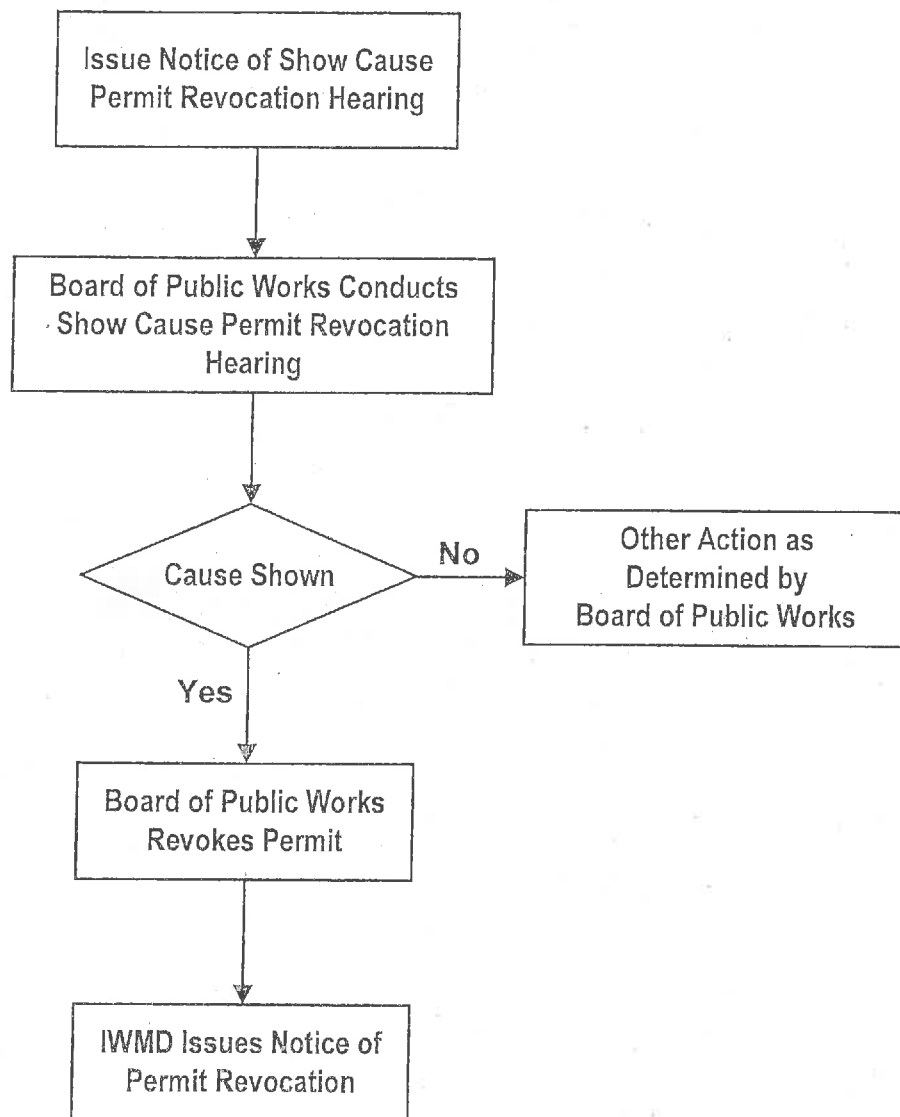 Issue Notice of Show Cause
Permit Revocation Hearing
Board of Public Works Conducts
Show Cause Permit Revocation
Hearing
Cause Shown
No
Other Action as
Determined by
Board of Public Works
Yes
Board of Public Works
Revokes Permit
IWMD Issues Notice of
Permit Revocation